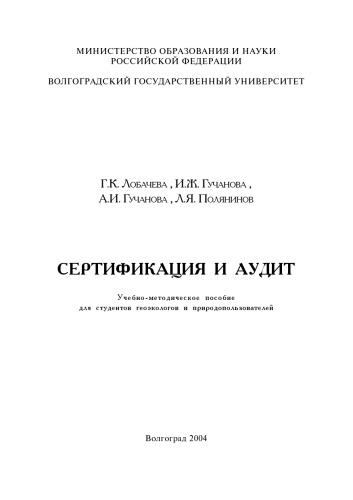 МИНИСТЕРСТВО ОБРАЗОВАНИЯ И НАУКИ
РОССИЙСКОЙ ФЕДЕРАЦИИ
ВОЛГОГРАДСКИЙ ГОСУДАРСТВЕННЫЙ УНИВЕРСИТЕТ
Г.К. ЛОБАЧЕВА , И.Ж. ГУЧАНОВА ,
А.И. ГУЧАНОВА , Л.Я. ПОЛЯНИНОВ
СЕРТИФИКАЦИЯ И АУДИТ
Учебно-методическое пособие
для студентов геоэкологов и природопользователей
Волгоград 2004